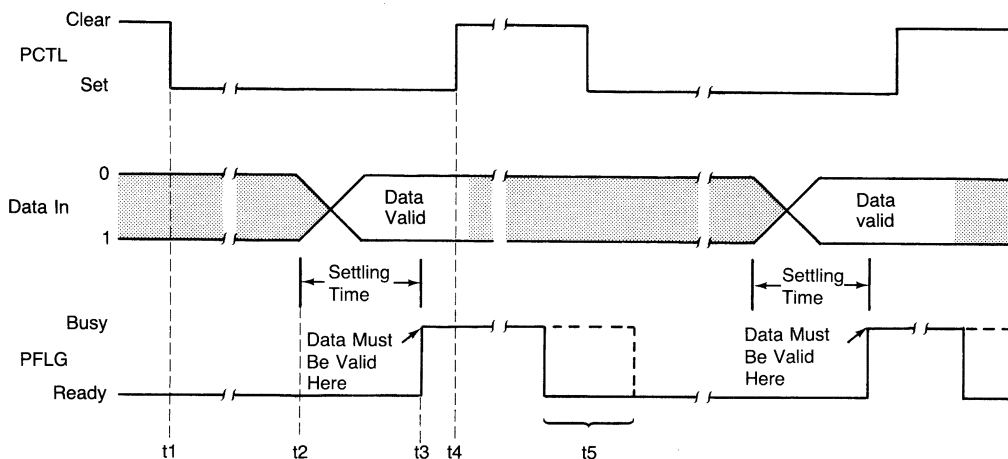 Clear
PCTL
Set
0
Data In
1
Data
Valid
Data
valid
Settling
Time
Settling
Time
Busy
PFLG
Ready
Data Must
Be Valid
Here
Data Must
Be Valid
Here
t1
t2
t3
t4
t5